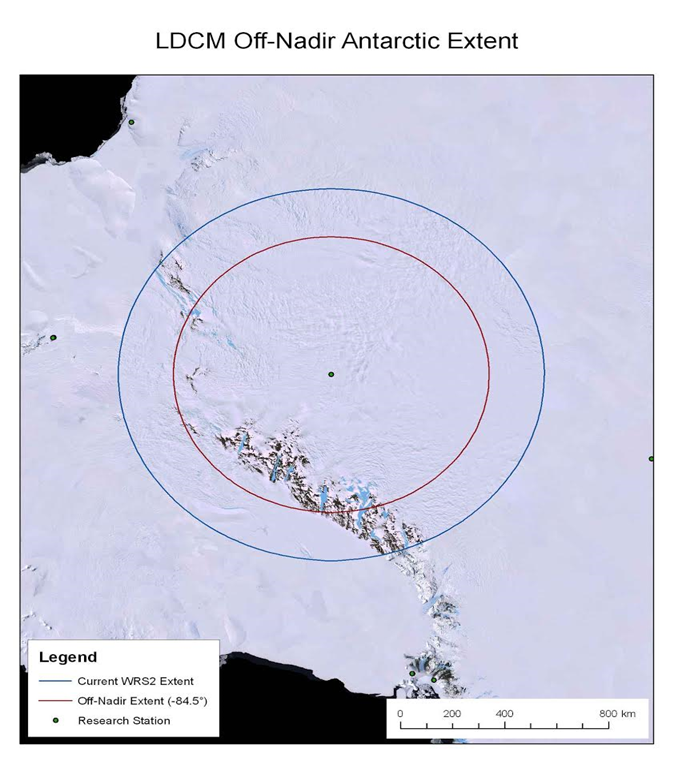 LDCM Off-Nadir Antarctic Extent
Legend
Current WRS2 Extent
Off-Nadir Extent (-84.5°)
Research Station
0 200 400 800 km